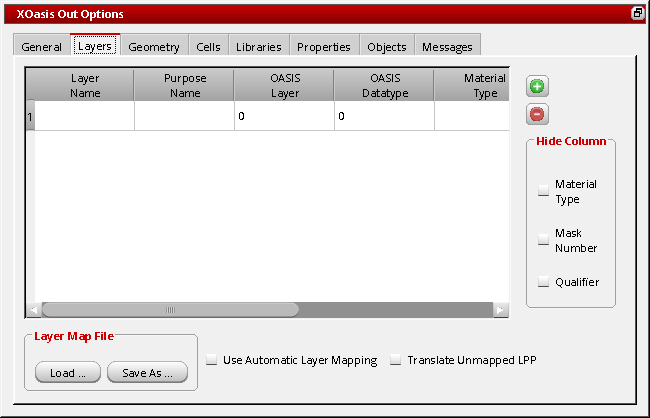 XOasis Out Options
General Layers Geometry Cells Libraries Properties Objects Messages
Layer Name Purpose Name OASIS Layer OASIS Datatype Material Type
1 0 0
Hide Column
Material Type
Mask Number
Qualifier
Layer Map File
Load ... Save As ... Use Automatic Layer Mapping Translate Unmapped LPP